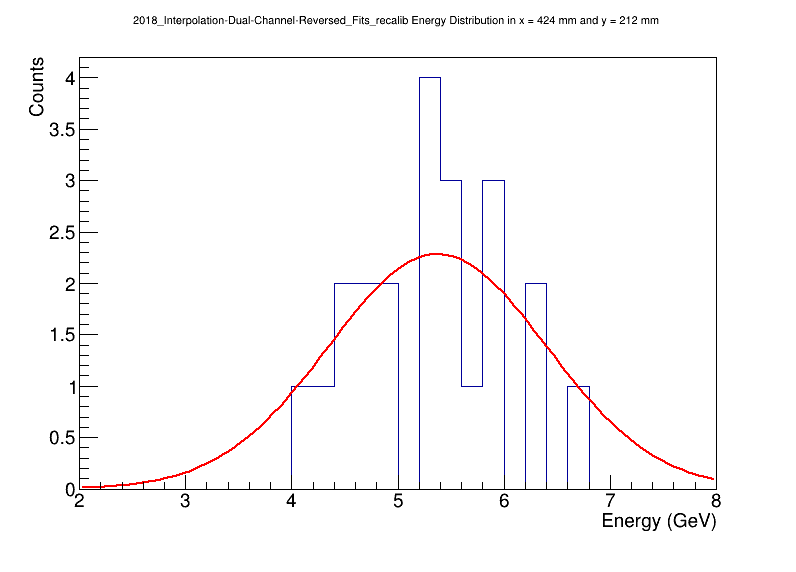 2018_Interpolation-Dual-Channel-Reversed_Fits_recalib Energy Distribution in x = 424 mm and y = 212 mm
Counts
4
3.5
3
2.5
2
1.5
1
0.5
0
2 3 4 5 6 7 8
Energy (GeV)